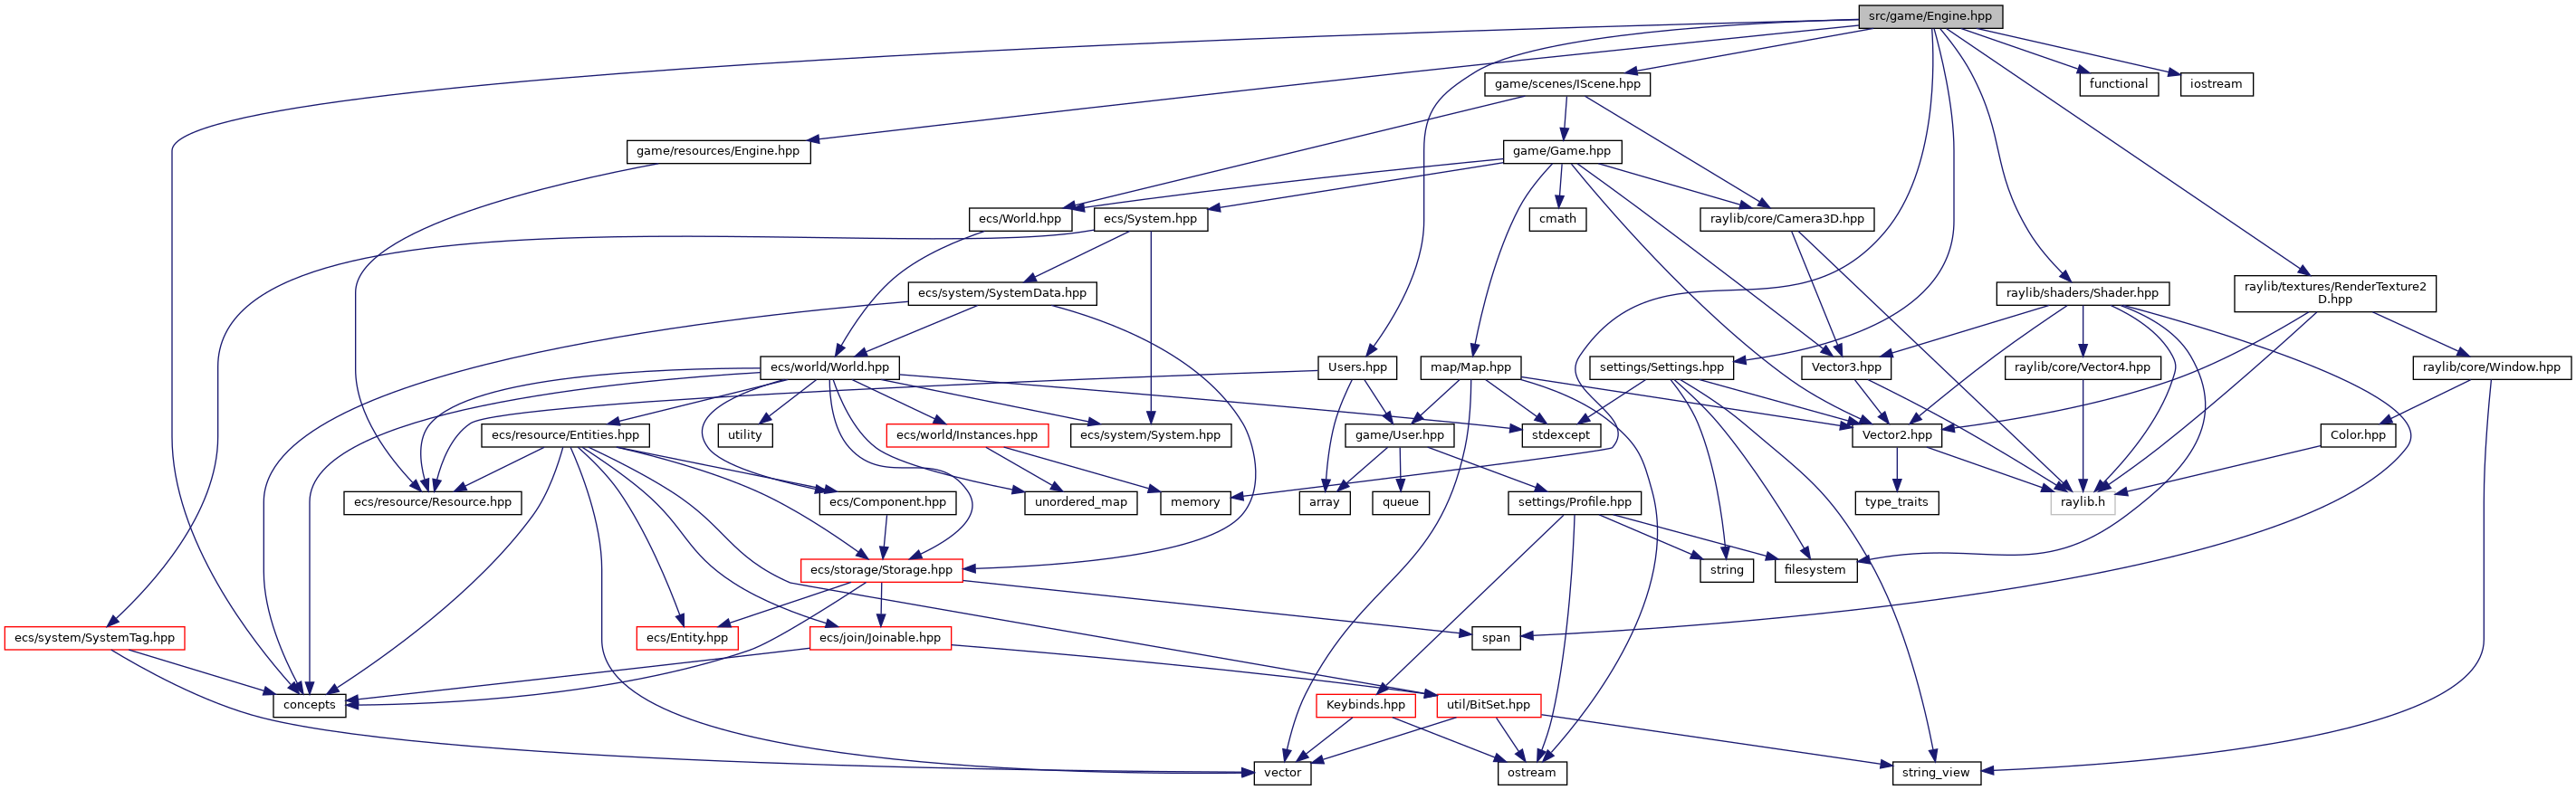 src/game/Engine.hpp
game/scenes/IScene.hpp
functional
iostream
game/resources/Engine.hpp
game/Game.hpp
ecs/World.hpp
ecs/System.hpp
cmath
raylib/core/Camera3D.hpp
ecs/system/SystemData.hpp
raylib/shaders/Shader.hpp
raylib/textures/RenderTexture2
D.hpp
ecs/world/World.hpp
Users.hpp
map/Map.hpp
settings/Settings.hpp
Vector3.hpp
raylib/core/Vector4.hpp
raylib/core/Window.hpp
ecs/resource/Entities.hpp
utility
ecs/world/Instances.hpp
ecs/system/System.hpp
game/User.hpp
stdexcept
Vector2.hpp
Color.hpp
ecs/resource/Resource.hpp
ecs/Component.hpp
unordered_map
memory
array
queue
settings/Profile.hpp
type_traits
raylib.h
ecs/storage/Storage.hpp
string
filesystem
ecs/system/SystemTag.hpp
ecs/Entity.hpp
ecs/join/Joinable.hpp
span
concepts
Keybinds.hpp
util/BitSet.hpp
vector
ostream
string_view